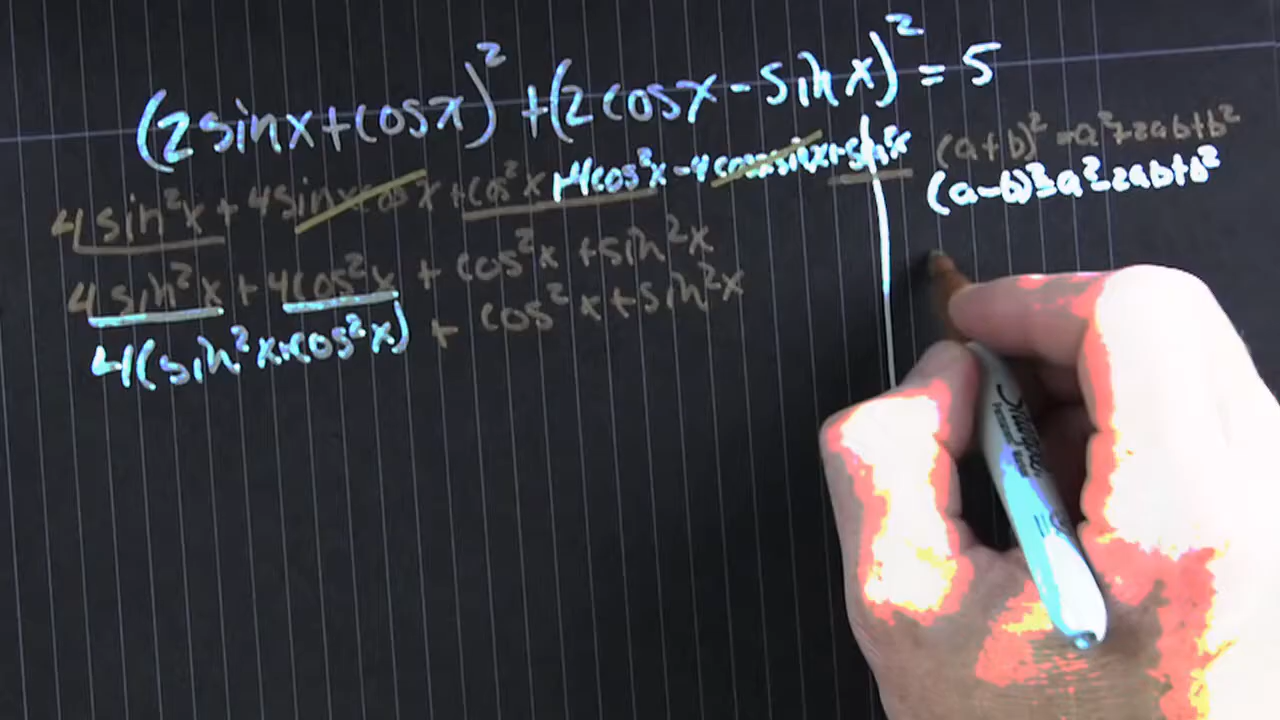 (2sinx+cosx)² +(2cosx-sinx)² = 5
4sin²x+4sinxcosx+cos²x+4cos²x-4cosxsinx+sin²x
(a+b)²=a²+2ab+b²
(a-b)²=a²-2ab+b²
4sin²x+4cos²x + cos²x +sin²x
4(sin²x+cos²x) + cos²x+sin²x